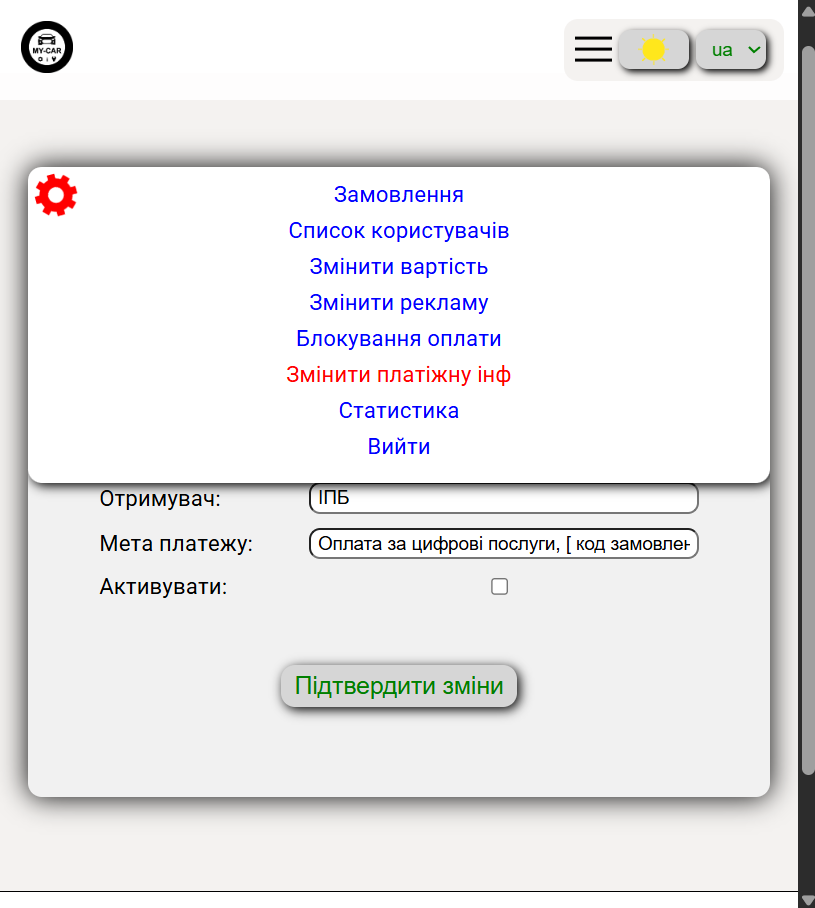 MY-CAR
ua
Замовлення
Список користувачів
Змінити вартість
Змінити рекламу
Блокування оплати
Змінити платіжну інф
Статистика
Вийти
Отримувач: ІПБ
Мета платежу: Оплата за цифрові послуги, [ код замовлен
Активувати:
Підтвердити зміни